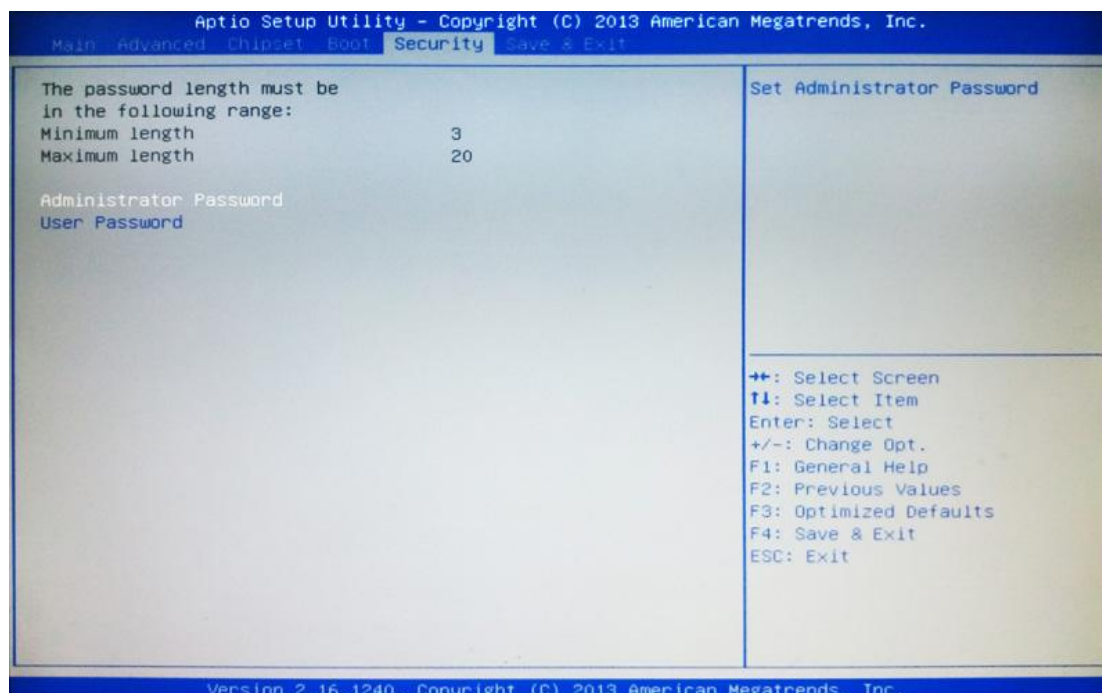 Aptio Setup Utility – Copyright (C) 2013 American Megatrends, Inc.
Main Advanced Chipset Boot Security Save & Exit
The password length must be
in the following range:
Minimum length 3
Maximum length 20
Administrator Password
User Password
Set Administrator Password
→←: Select Screen
↑↓: Select Item
Enter: Select
+/-: Change Opt.
F1: General Help
F2: Previous Values
F3: Optimized Defaults
F4: Save & Exit
ESC: Exit
Version 2.16.1240. Copyright (C) 2013 American Megatrends, Inc.